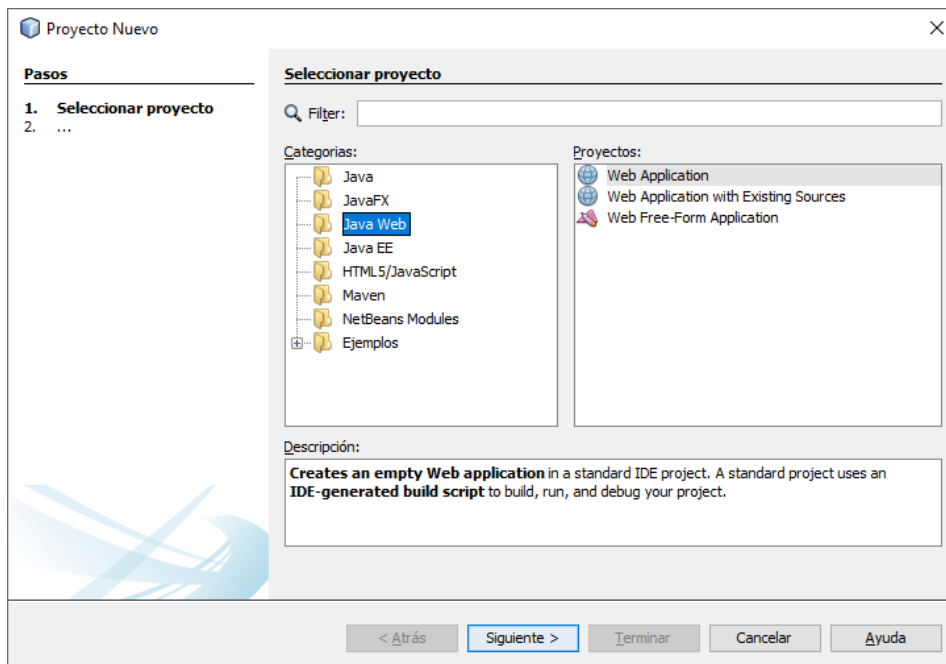 Proyecto Nuevo
Pasos
1. Seleccionar proyecto
2. ...
Seleccionar proyecto
Filter:
Categorias:
Java
JavaFX
Java Web
Java EE
HTML5/JavaScript
Maven
NetBeans Modules
Ejemplos
Proyectos:
Web Application
Web Application with Existing Sources
Web Free-Form Application
Descripción:
Creates an empty Web application in a standard IDE project. A standard project uses an
IDE-generated build script to build, run, and debug your project.
< Atrás
Siguiente >
Terminar
Cancelar
Ayuda